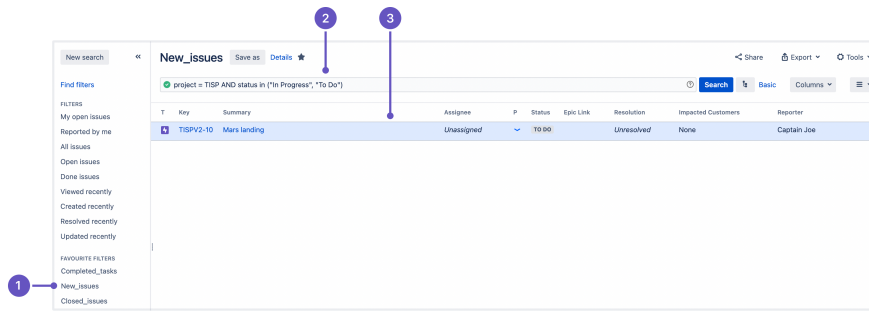 2
3
New search
«
New_issues
Save as
Details
Share
Export
Tools
Find filters
project = TISP AND status in ("In Progress", "To Do")
Search
Basic
Columns
FILTERS
My open issues
Reported by me
All issues
Open issues
Done issues
Viewed recently
Created recently
Resolved recently
Updated recently
FAVOURITE FILTERS
Completed_tasks
1
New_issues
Closed_issues
T Key Summary Assignee P Status Epic Link Resolution Impacted Customers Reporter
TISPV2-10 Mars landing Unassigned TO DO Unresolved None Captain Joe